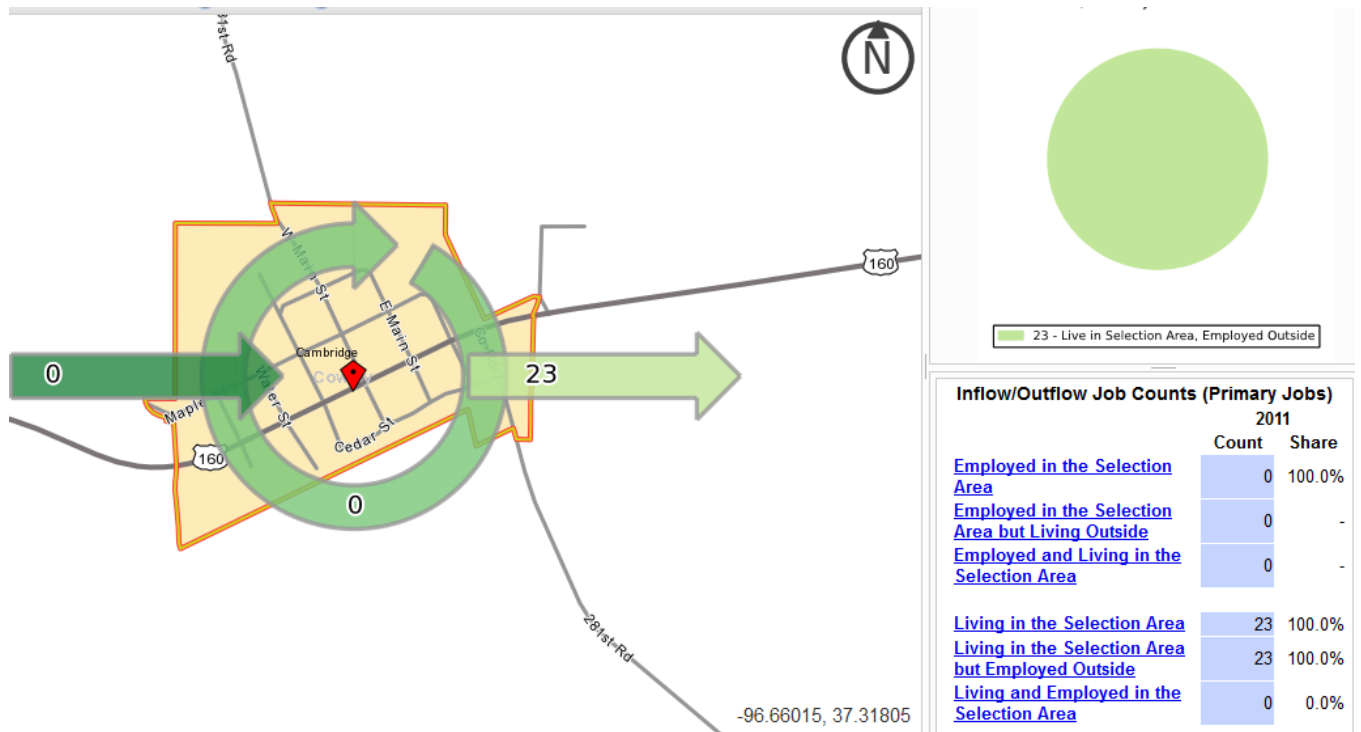 81st Rd
N
W Main St
E Main St
160
Cambridge
0
23
Maple
Water St
Cedar St
160
0
281st Rd
-96.66015, 37.31805
23 - Live in Selection Area, Employed Outside
Inflow/Outflow Job Counts (Primary Jobs)
2011
Count Share
Employed in the Selection
Area
0 100.0%
Employed in the Selection
Area but Living Outside
0 -
Employed and Living in the
Selection Area
0 -
Living in the Selection Area 23 100.0%
Living in the Selection Area
but Employed Outside
23 100.0%
Living and Employed in the
Selection Area
0 0.0%